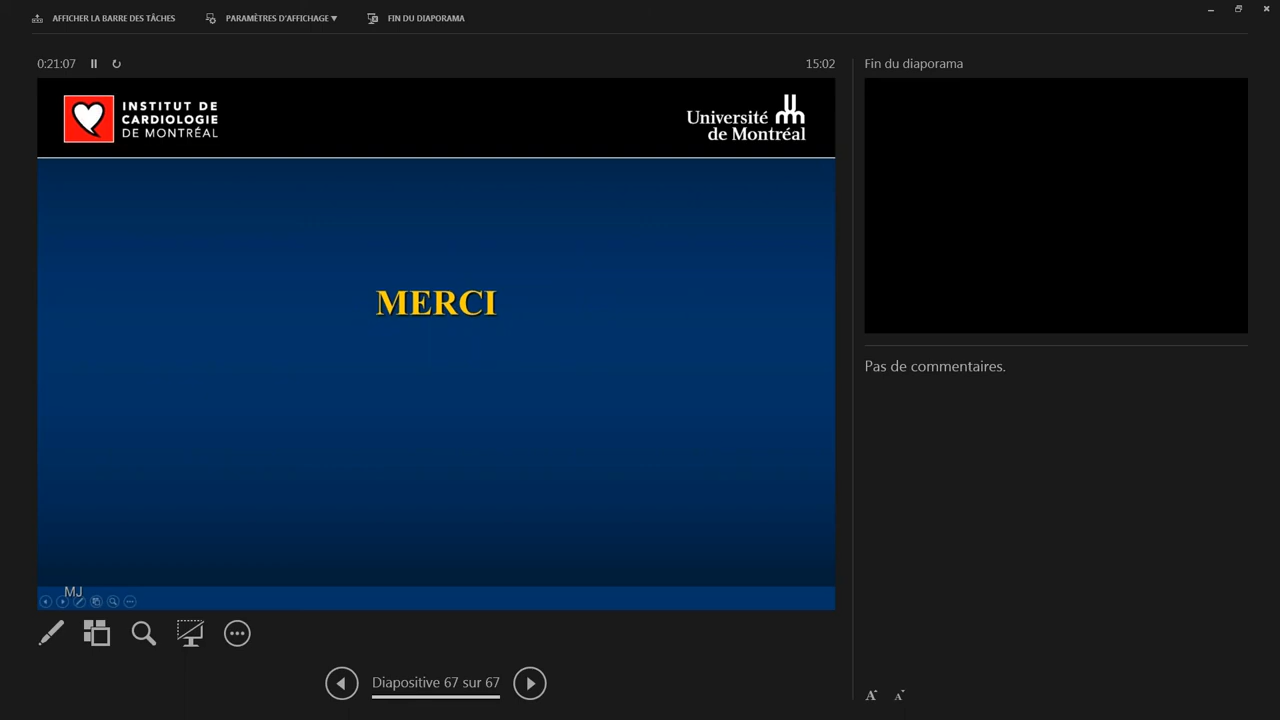 AFFICHER LA BARRE DES TÂCHES
PARAMÈTRES D'AFFICHAGE ▼
FIN DU DIAPORAMA
0:21:07
15:02
INSTITUT DE
CARDIOLOGIE
DE MONTRÉAL
Université
de Montréal
MERCI
MJ
Diapositive 67 sur 67
Fin du diaporama
Pas de commentaires.
A A